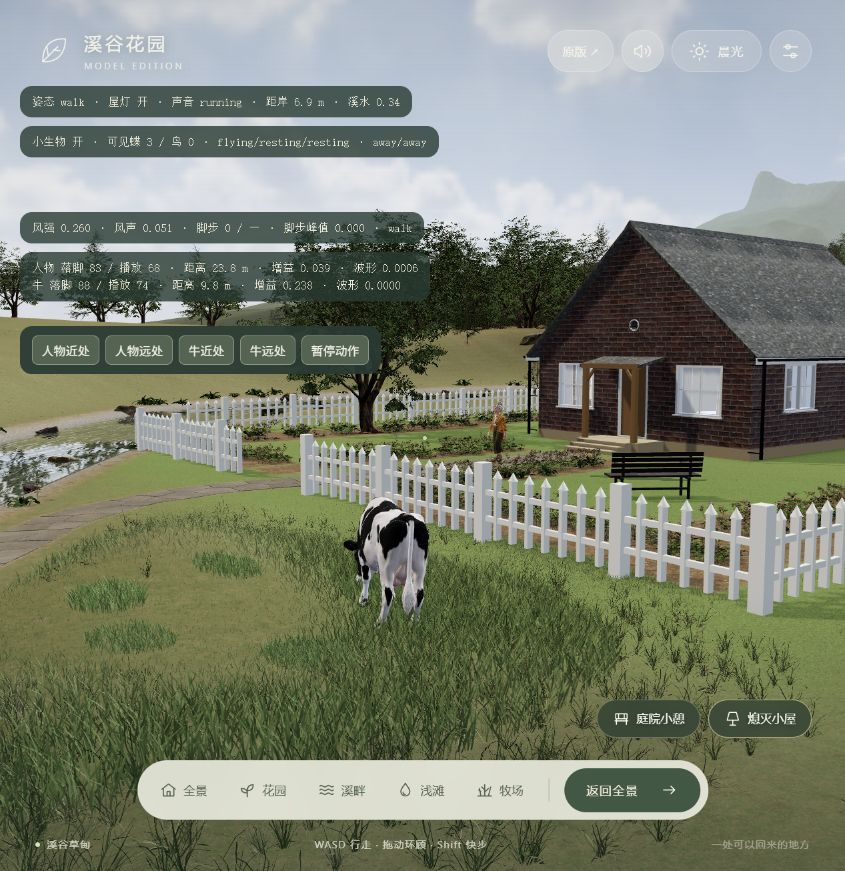 溪谷花园
MODEL EDITION
原版 ↗
晨光
姿态 walk · 屋灯 开 · 声音 running · 距岸 6.9 m · 溪水 0.34
小生物 开 · 可见蝶 3 / 鸟 0 · flying/resting/resting · away/away
风强 0.260 · 风声 0.051 · 脚步 0 / — · 脚步峰值 0.000 · walk
人物 落脚 83 / 播放 68 · 距离 23.8 m · 增益 0.039 · 波形 0.0006
牛 落脚 88 / 播放 74 · 距离 9.8 m · 增益 0.238 · 波形 0.0000
人物近处 人物远处 牛近处 牛远处 暂停动作
庭院小憩 熄灭小屋
全景 花园 溪畔 浅滩 牧场 返回全景 →
溪谷草甸 WASD 行走 · 拖动环顾 · Shift 快步 一处可以回来的地方